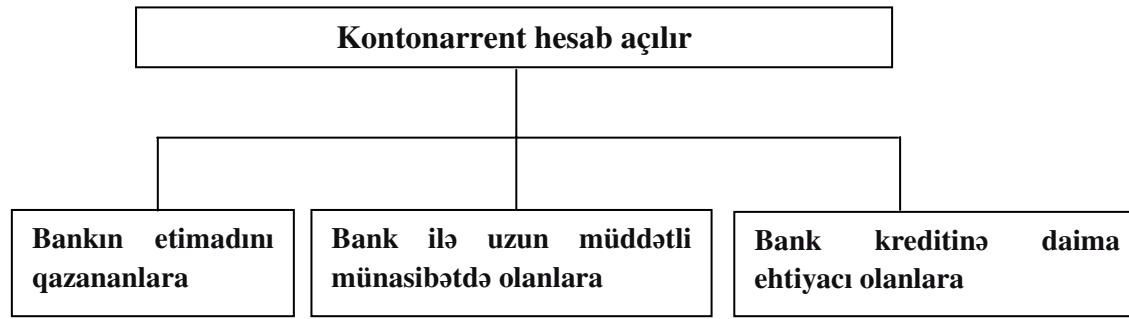 Kontonarrent hesab açılır
Bankın etimadını
qazananlara
Bank ilə uzun müddətli
münasibətdə olanlara
Bank kreditinə daima
ehtiyacı olanlara